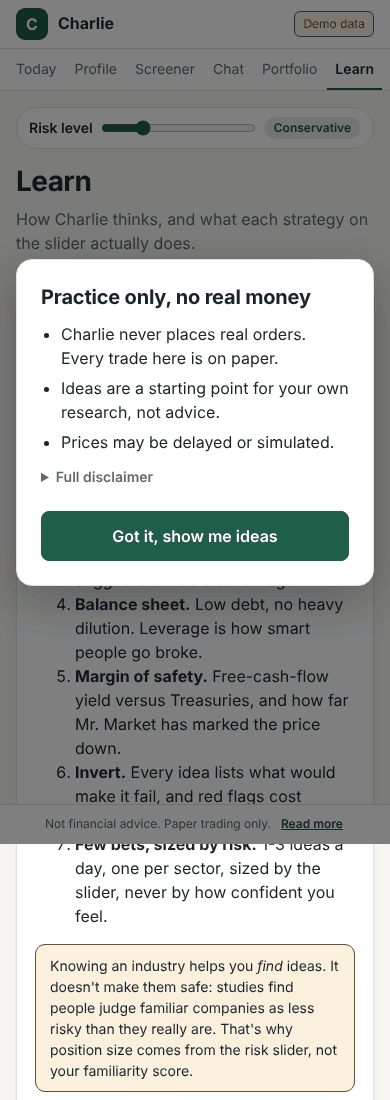 C Charlie Demo data
Today Profile Screener Chat Portfolio Learn
Risk level Conservative
Learn
How Charlie thinks, and what each strategy on
the slider actually does.
Practice only, no real money
• Charlie never places real orders.
Every trade here is on paper.
• Ideas are a starting point for your own
research, not advice.
• Prices may be delayed or simulated.
▶ Full disclaimer
Got it, show me ideas
4. Balance sheet. Low debt, no heavy
dilution. Leverage is how smart
people go broke.
5. Margin of safety. Free-cash-flow
yield versus Treasuries, and how far
Mr. Market has marked the price
down.
6. Invert. Every idea lists what would
make it fail, and red flags cost
Not financial advice. Paper trading only. Read more
7. Few bets, sized by risk. 1-3 ideas a
day, one per sector, sized by the
slider, never by how confident you
feel.
Knowing an industry helps you find ideas. It
doesn't make them safe: studies find
people judge familiar companies as less
risky than they really are. That's why
position size comes from the risk slider, not
your familiarity score.